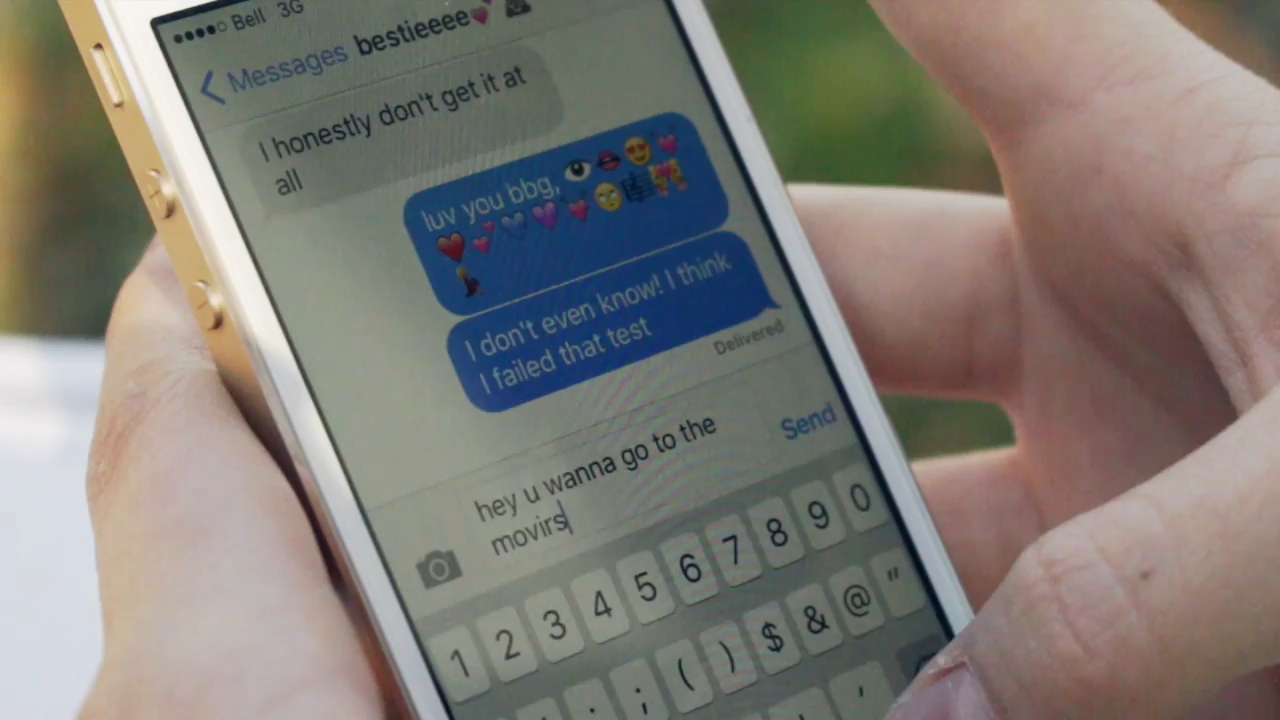 Bell 3G
Messages bestieeee💕
I honestly don't get it at
all
luv you bbg,
I don't even know! I think
I failed that test
Delivered
hey u wanna go to the
movirs
Send
1 2 3 4 5 6 7 8 9 0
; ( ) $ & @ "
'